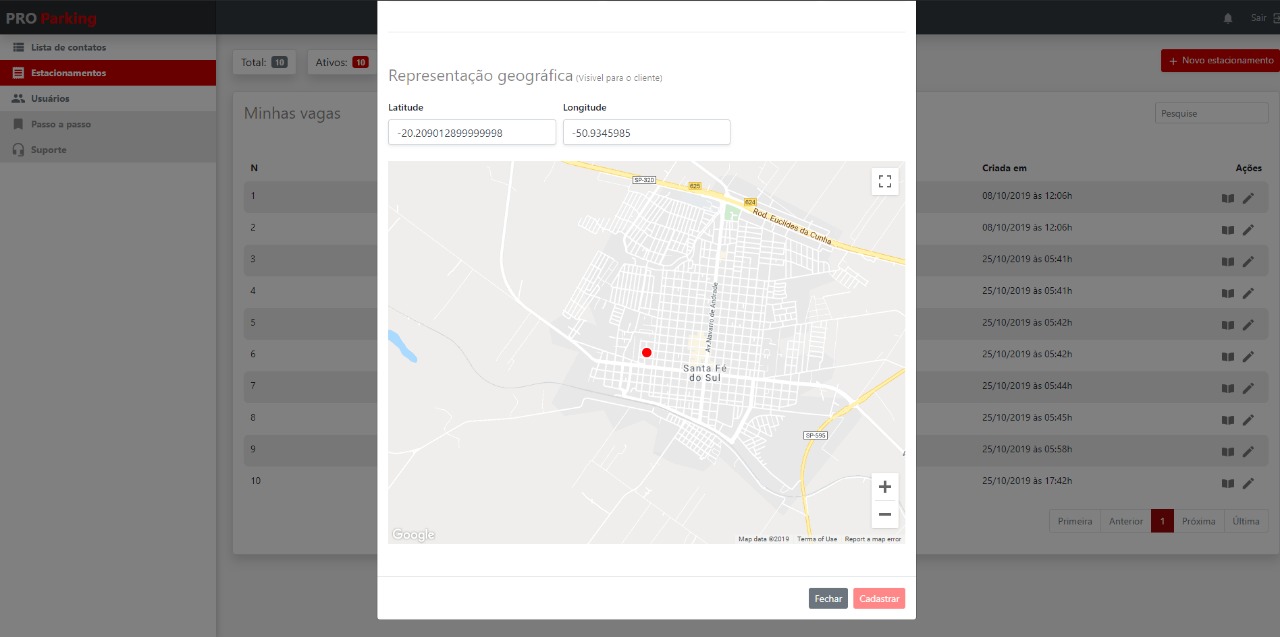 PRO Parking
Sair
Lista de contatos
Estacionamentos
Usuários
Passo a passo
Suporte
Total: 10
Ativos: 10
+ Novo estacionamento
Minhas vagas
Pesquise
N
Criada em
Ações
1
08/10/2019 às 12:06h
2
08/10/2019 às 12:06h
3
25/10/2019 às 05:41h
4
25/10/2019 às 05:41h
5
25/10/2019 às 05:42h
6
25/10/2019 às 05:42h
7
25/10/2019 às 05:44h
8
25/10/2019 às 05:45h
9
25/10/2019 às 05:58h
10
25/10/2019 às 17:42h
Primeira
Anterior
1
Próxima
Última
Representação geográfica (Visível para o cliente)
Latitude
Longitude
-20.209012899999998
-50.9345985
SP-320
625
624
Rod. Euclides da Cunha
Av. Navarro de Andrade
Santa Fé
do Sul
SP-595
Google
Map data ©2019
Terms of Use
Report a map error
Fechar
Cadastrar